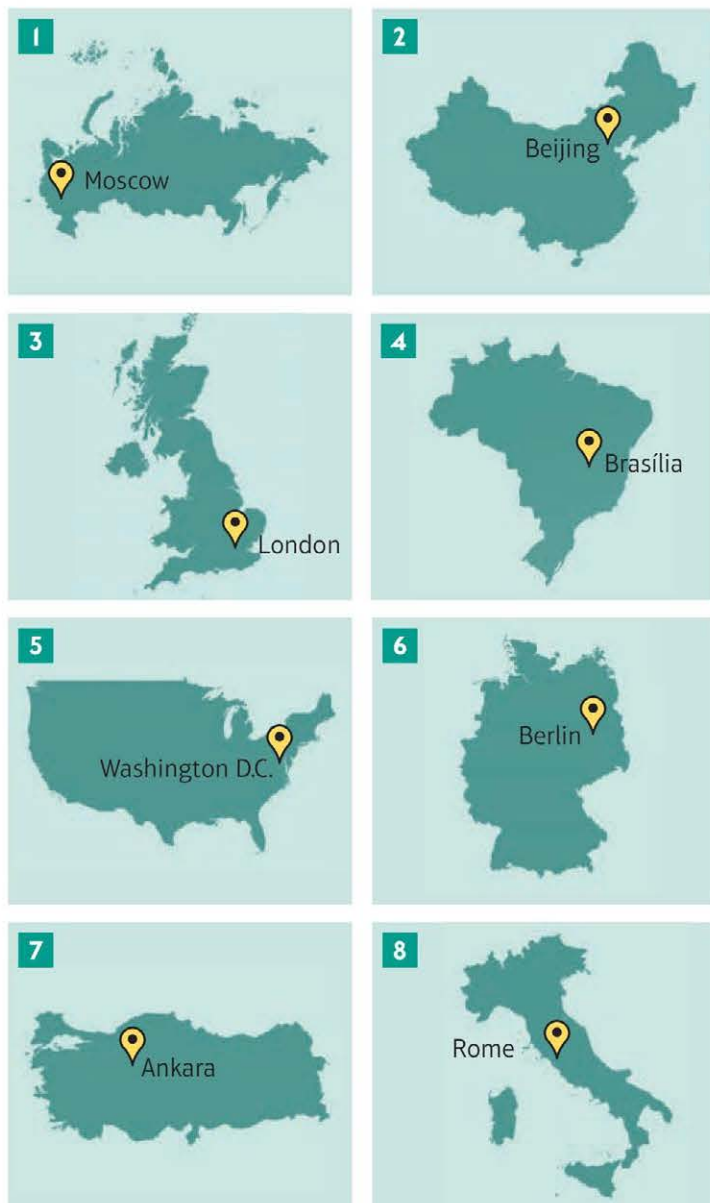 1
Moscow
2
Beijing
3
London
4
Brasília
5
Washington D.C.
6
Berlin
7
Ankara
8
Rome